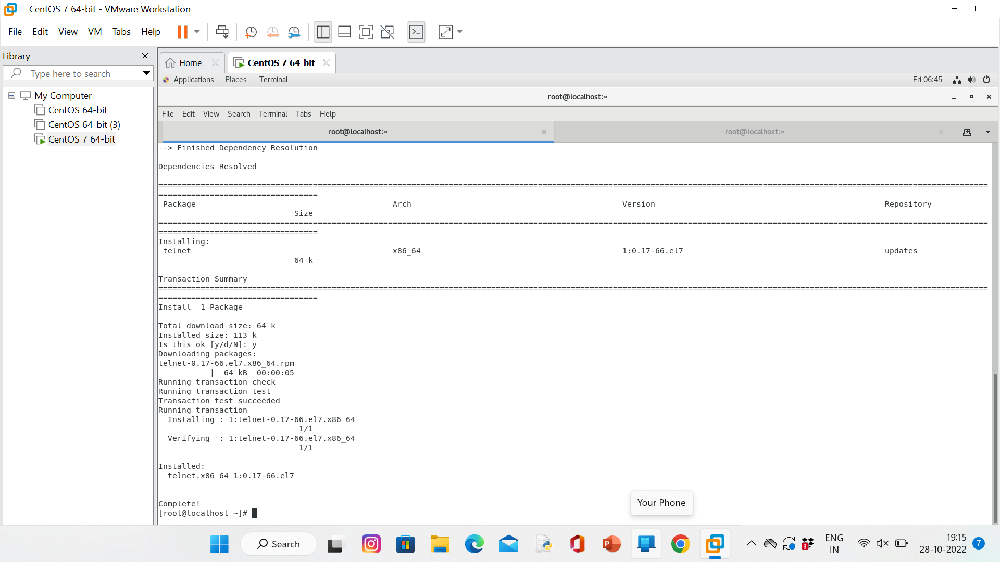 CentOS 7 64-bit - VMware Workstation
File Edit View VM Tabs Help
Library
Type here to search
My Computer
CentOS 64-bit
CentOS 64-bit (3)
CentOS 7 64-bit
Home
CentOS 7 64-bit
Applications Places Terminal
Fri 06:45
root@localhost:~
File Edit View Search Terminal Tabs Help
root@localhost:~
root@localhost:~
--> Finished Dependency Resolution
Dependencies Resolved
================================================================================
==================================
Package Arch Version Repository
Size
================================================================================
==================================
Installing:
telnet x86_64 1:0.17-66.el7 updates
64 k
Transaction Summary
================================================================================
==================================
Install  1 Package
Total download size: 64 k
Installed size: 113 k
Is this ok [y/d/N]: y
Downloading packages:
telnet-0.17-66.el7.x86_64.rpm
|  64 kB  00:00:05
Running transaction check
Running transaction test
Transaction test succeeded
Running transaction
Installing : 1:telnet-0.17-66.el7.x86_64
1/1
Verifying  : 1:telnet-0.17-66.el7.x86_64
1/1
Installed:
telnet.x86_64 1:0.17-66.el7
Complete!
[root@localhost ~]#
Your Phone
Search
P
3
ENG
IN
19:15
28-10-2022
7